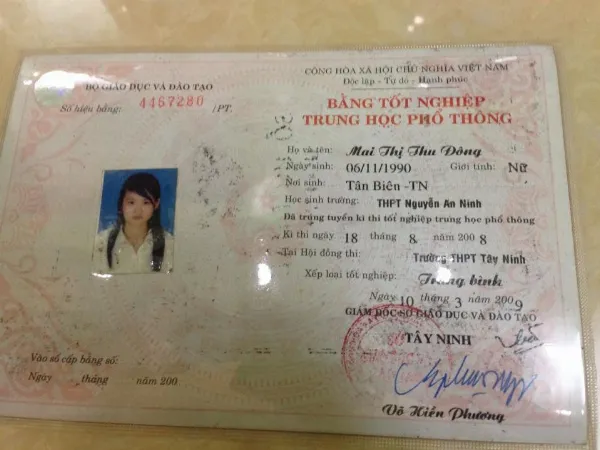 BỘ GIÁO DỤC VÀ ĐÀO TẠO
Số hiệu bằng: 4467280 /PT.
CỘNG HÒA XÃ HỘI CHỦ NGHĨA VIỆT NAM
Độc lập - Tự do - Hạnh phúc
BẰNG TỐT NGHIỆP
TRUNG HỌC PHỔ THÔNG
Họ và tên: Mai Thị Thu Đông
Ngày sinh: 06/11/1990 Giới tính: Nữ
Nơi sinh: Tân Biên -TN
Học sinh trường: THPT Nguyễn An Ninh
Đã trúng tuyển kì thi tốt nghiệp trung học phổ thông
Kì thi ngày 18 tháng 8 năm 2008
Tại Hội đồng thi: Trường THPT Tây Ninh
Xếp loại tốt nghiệp: Trung bình
Ngày 10 tháng 3 năm 2009
GIÁM ĐỐC SỞ GIÁO DỤC VÀ ĐÀO TẠO
TÂY NINH
Võ Hiền Phương
Vào sổ cấp bằng số:
Ngày tháng năm 200